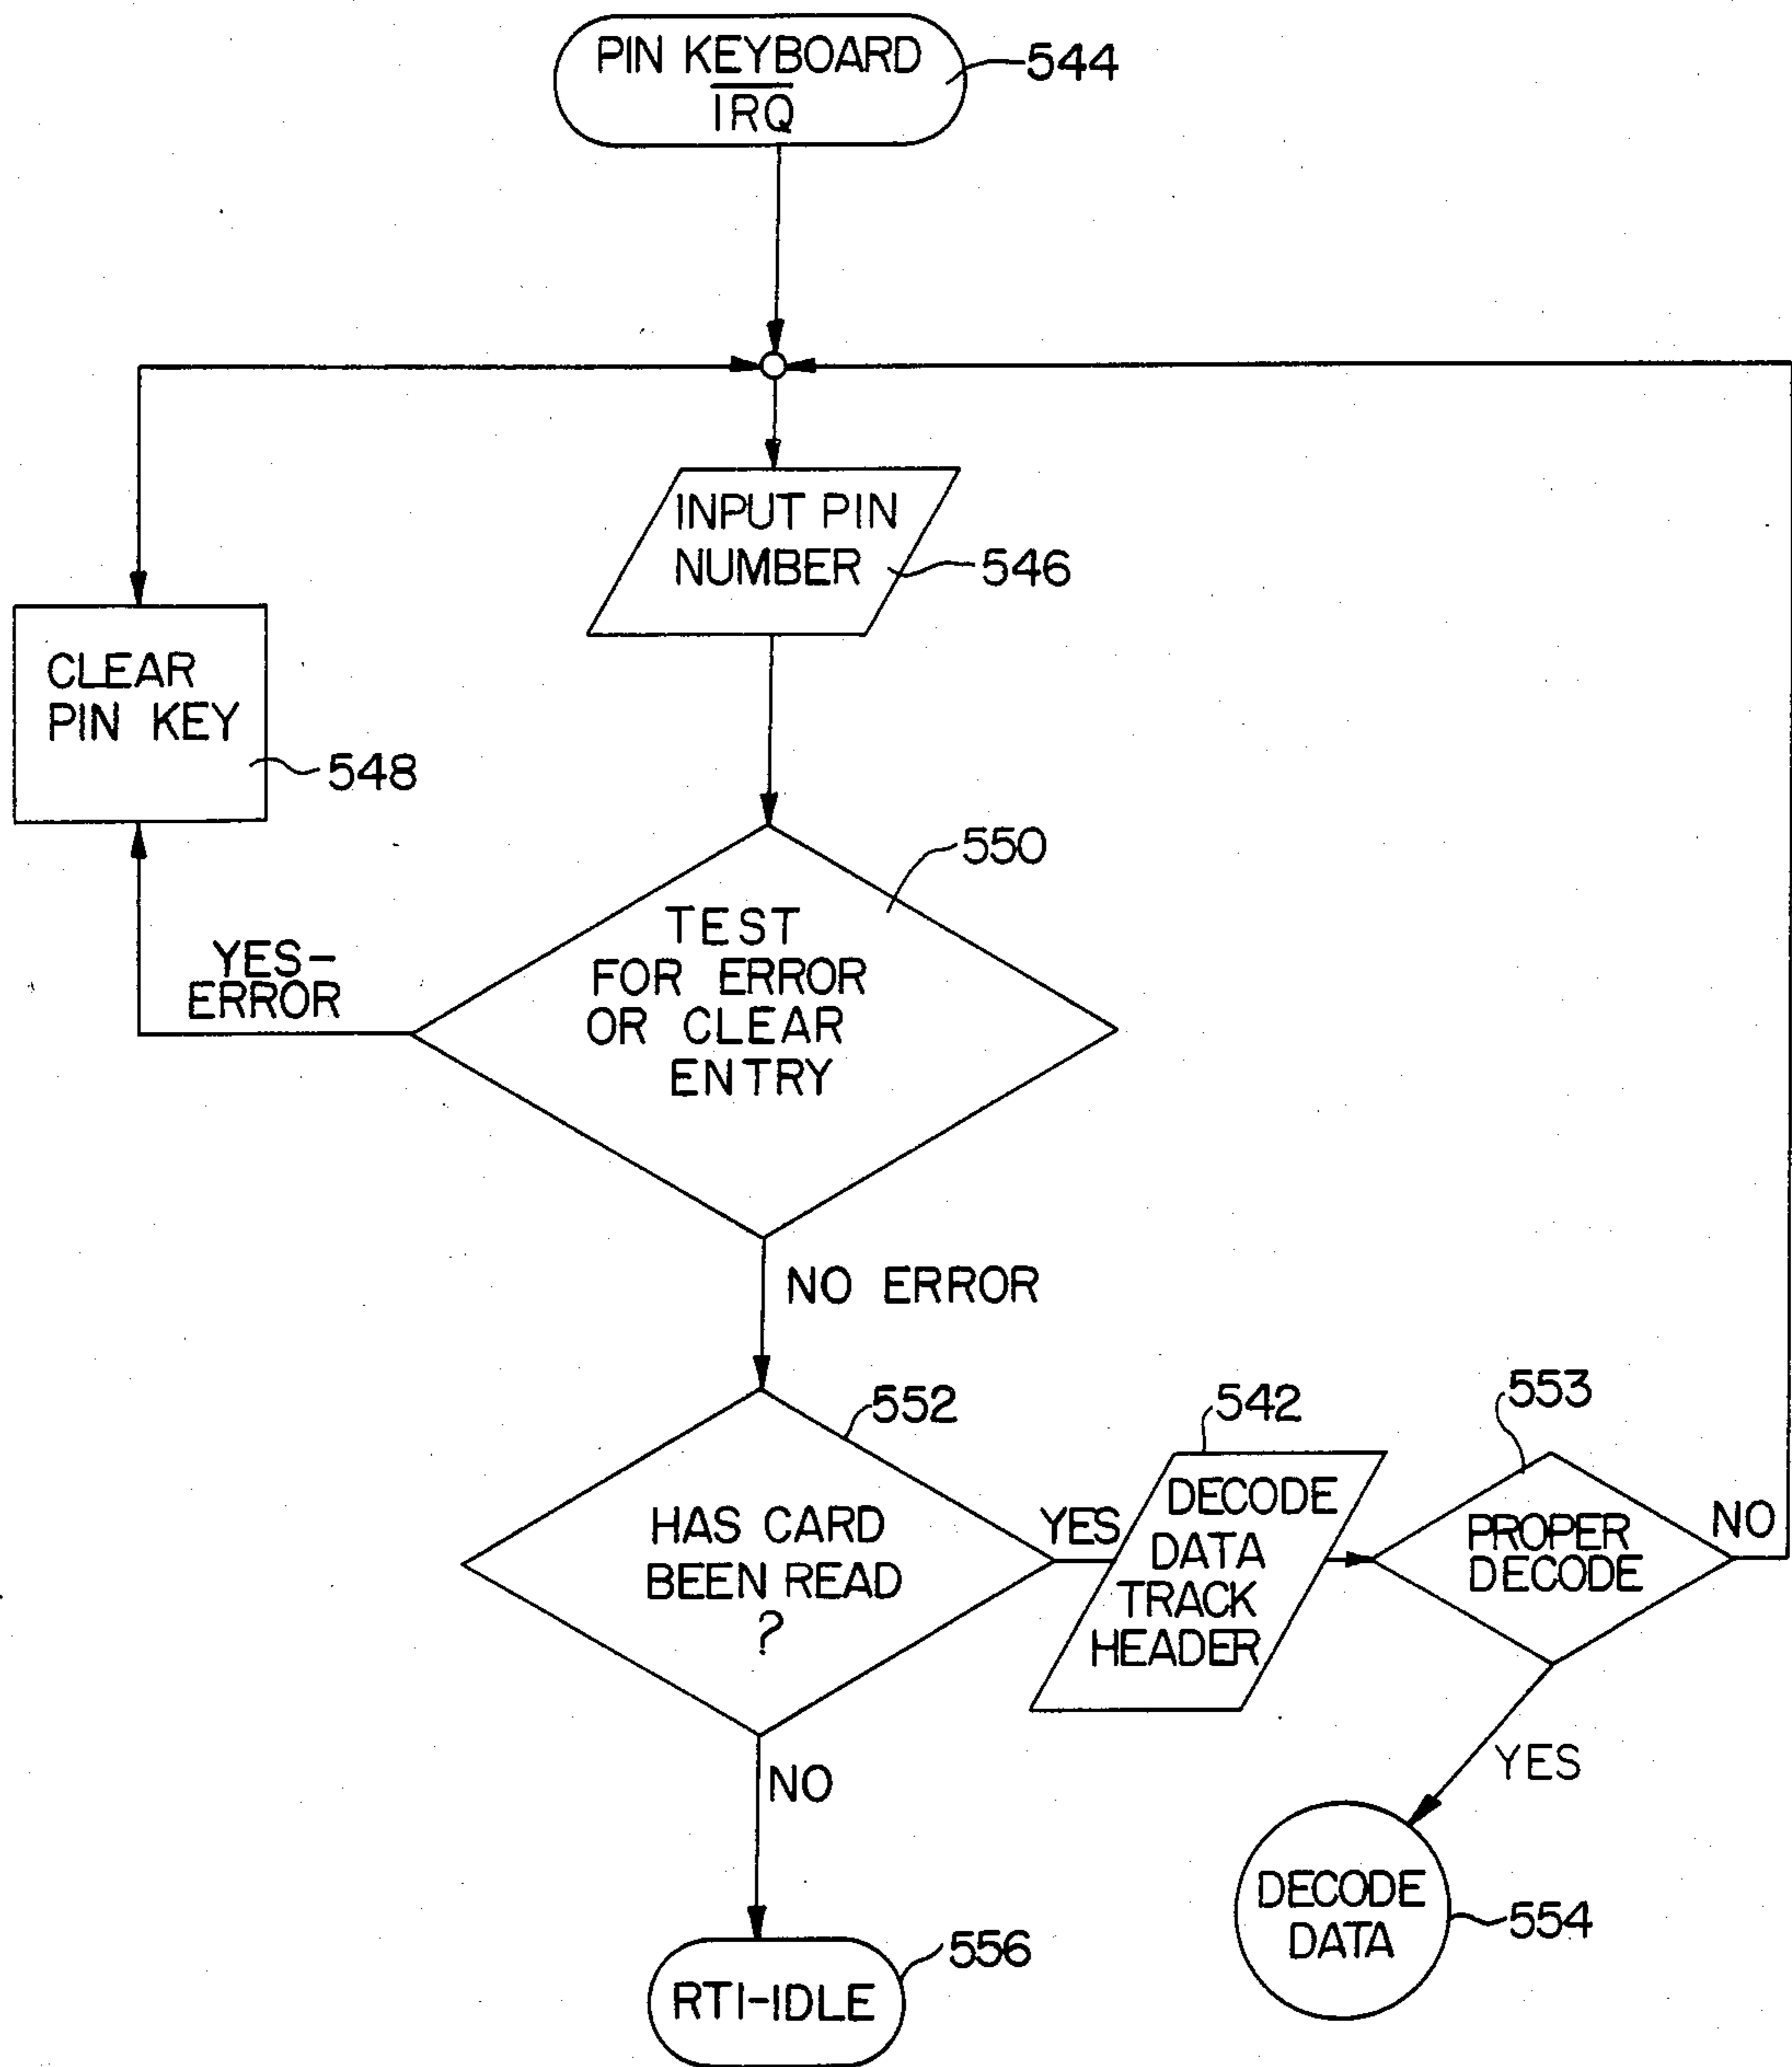 PIN KEYBOARD
IRQ
544
INPUT PIN
NUMBER
546
CLEAR
PIN KEY
548
550
TEST
FOR ERROR
OR CLEAR
ENTRY
YES-
ERROR
NO ERROR
552
HAS CARD
BEEN READ
?
YES
542
DECODE
DATA
TRACK
HEADER
553
PROPER
DECODE
NO
NO
YES
DECODE
DATA
554
RTI-IDLE
556